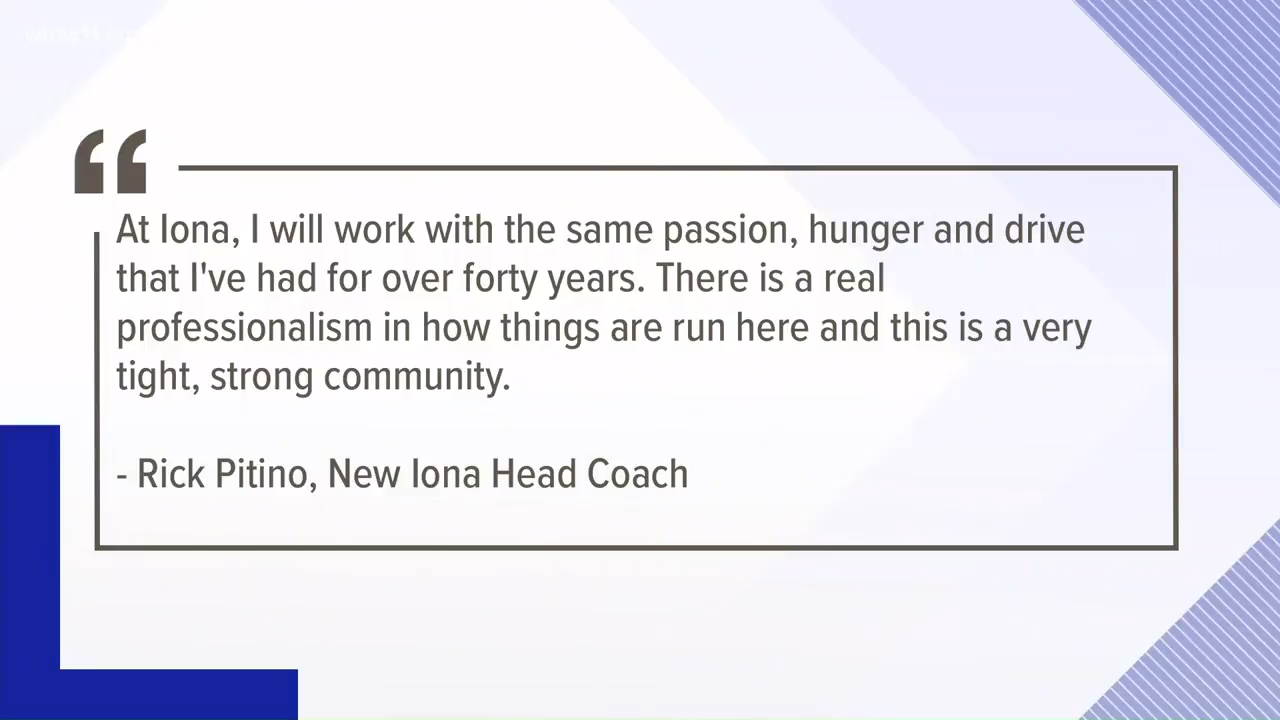 “
At Iona, I will work with the same passion, hunger and drive
that I've had for over forty years. There is a real
professionalism in how things are run here and this is a very
tight, strong community.
- Rick Pitino, New Iona Head Coach